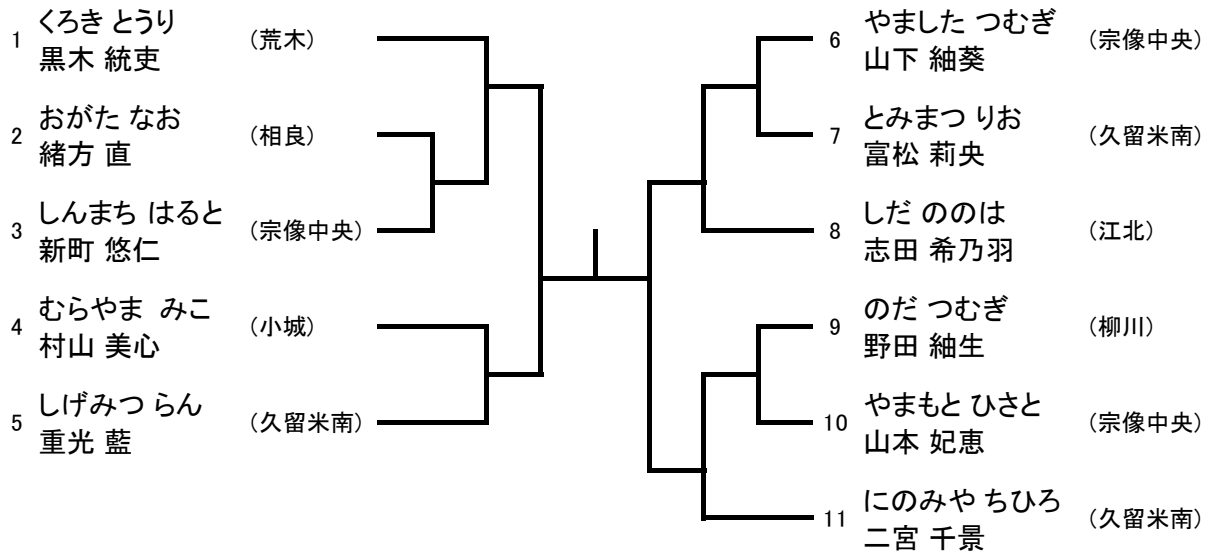 1 くろき とうり (荒木)
黒木 統吏
2 おがた なお (相良)
緒方 直
3 しんまち はると (宗像中央)
新町 悠仁
4 むらやま みこ (小城)
村山 美心
5 しげみつ らん (久留米南)
重光 藍
6 やました つむぎ (宗像中央)
山下 紬葵
7 とみまつ りお (久留米南)
富松 莉央
8 しだ ののは (江北)
志田 希乃羽
9 のだ つむぎ (柳川)
野田 紬生
10 やまもと ひさと (宗像中央)
山本 妃恵
11 にのみや ちひろ (久留米南)
二宮 千景